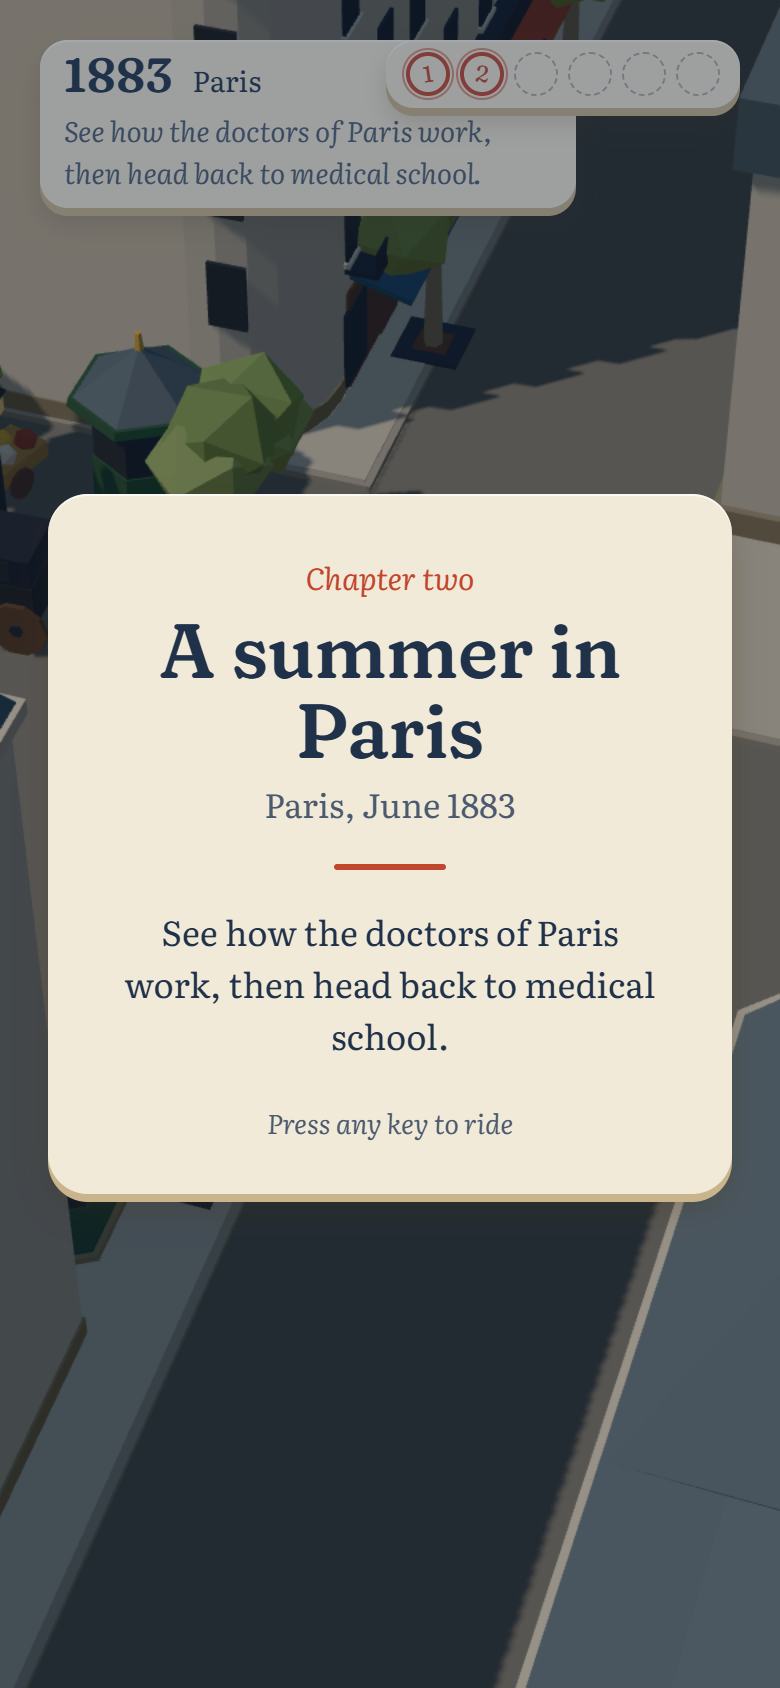 1883 Paris
1 2
See how the doctors of Paris work,
then head back to medical school.
Chapter two
A summer in
Paris
Paris, June 1883
See how the doctors of Paris
work, then head back to medical
school.
Press any key to ride